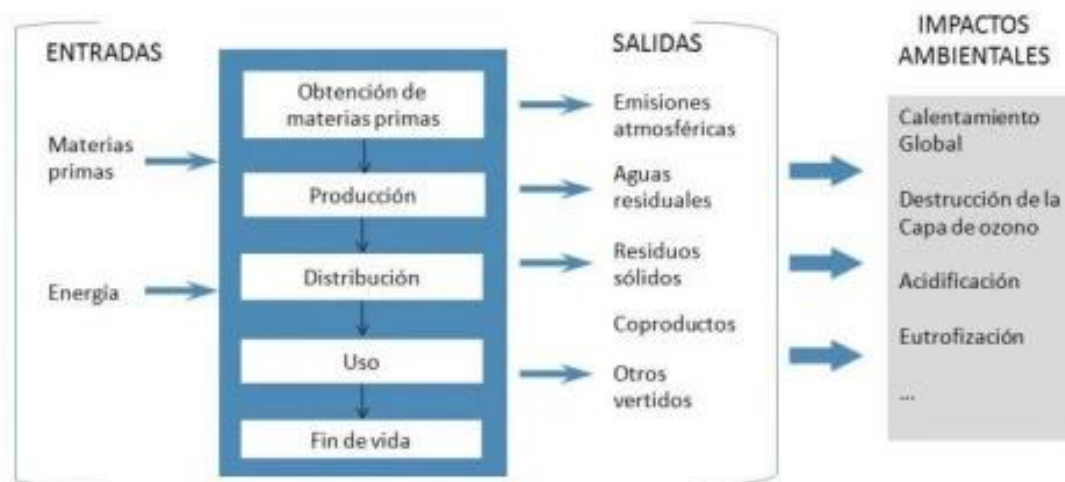 ENTRADAS
Materias
primas
Energía
Obtención de
materias primas
Producción
Distribución
Uso
Fin de vida
SALIDAS
Emisiones
atmosféricas
Aguas
residuales
Residuos
sólidos
Coproductos
Otros
vertidos
IMPACTOS
AMBIENTALES
Calentamiento
Global
Destrucción de la
Capa de ozono
Acidificación
Eutrofización
...